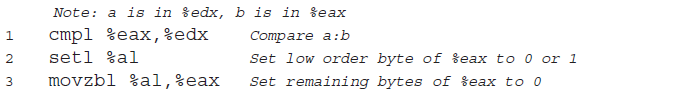 Note: a is in %edx, b is in %eax
1 cmpl %eax,%edx Compare a:b
2 setl %al Set low order byte of %eax to 0 or 1
3 movzbl %al,%eax Set remaining bytes of %eax to 0